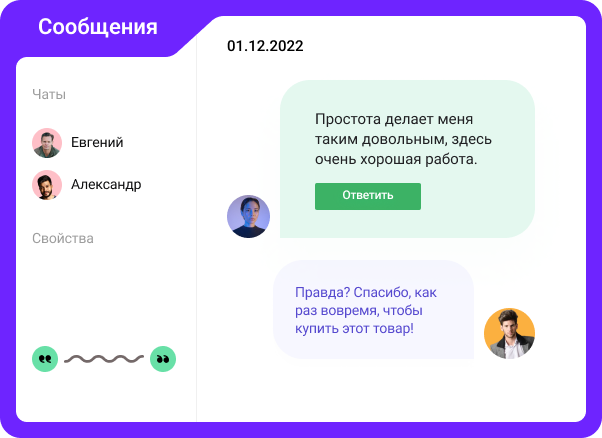 Сообщения
01.12.2022
Чаты
Евгений
Александр
Свойства
Простота делает меня
таким довольным, здесь
очень хорошая работа.
Ответить
Правда? Спасибо, как
раз вовремя, чтобы
купить этот товар!